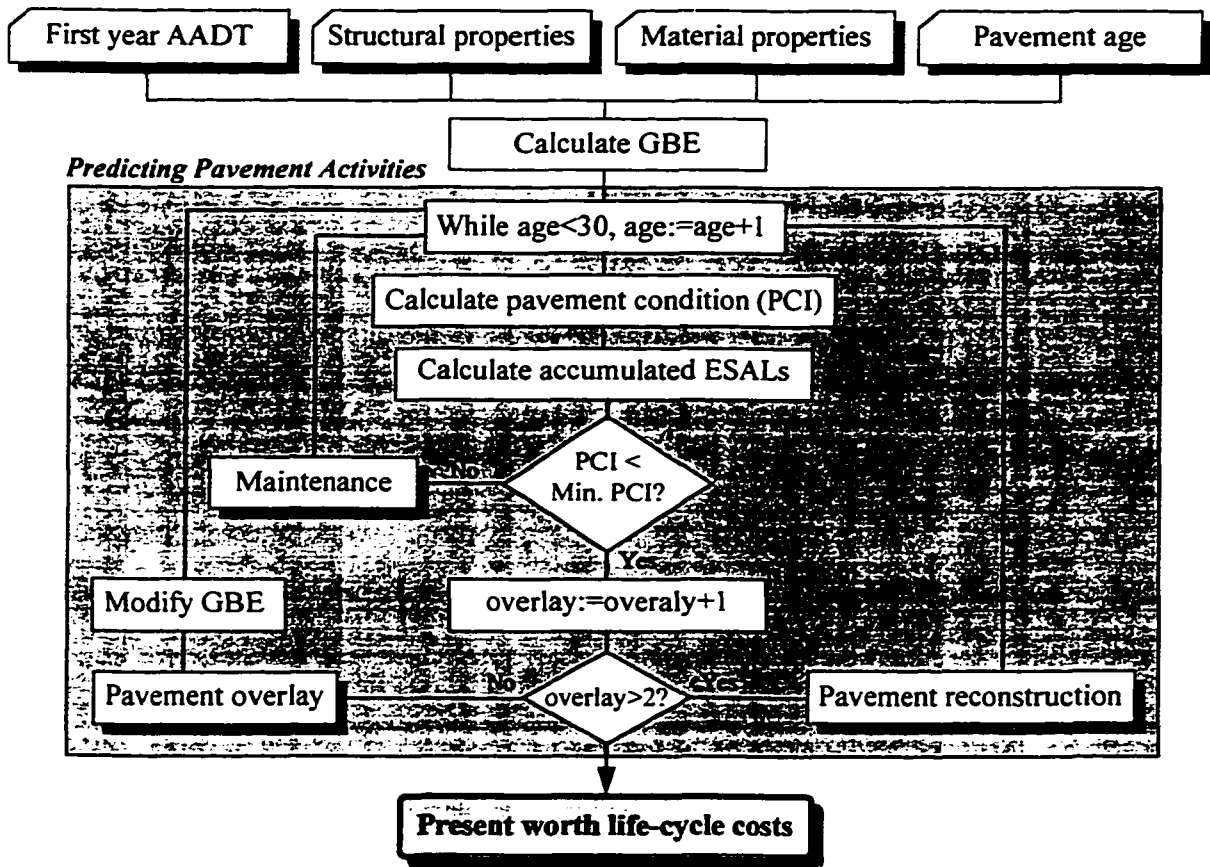 First year AADT
Structural properties
Material properties
Pavement age
Calculate GBE
Predicting Pavement Activities
While age<30, age:=age+1
Calculate pavement condition (PCI)
Calculate accumulated ESALs
PCI <
Min. PCI?
No
Maintenance
Yes
overlay:=overaly+1
Modify GBE
Pavement overlay
No
overlay>2?
Yes
Pavement reconstruction
Present worth life-cycle costs